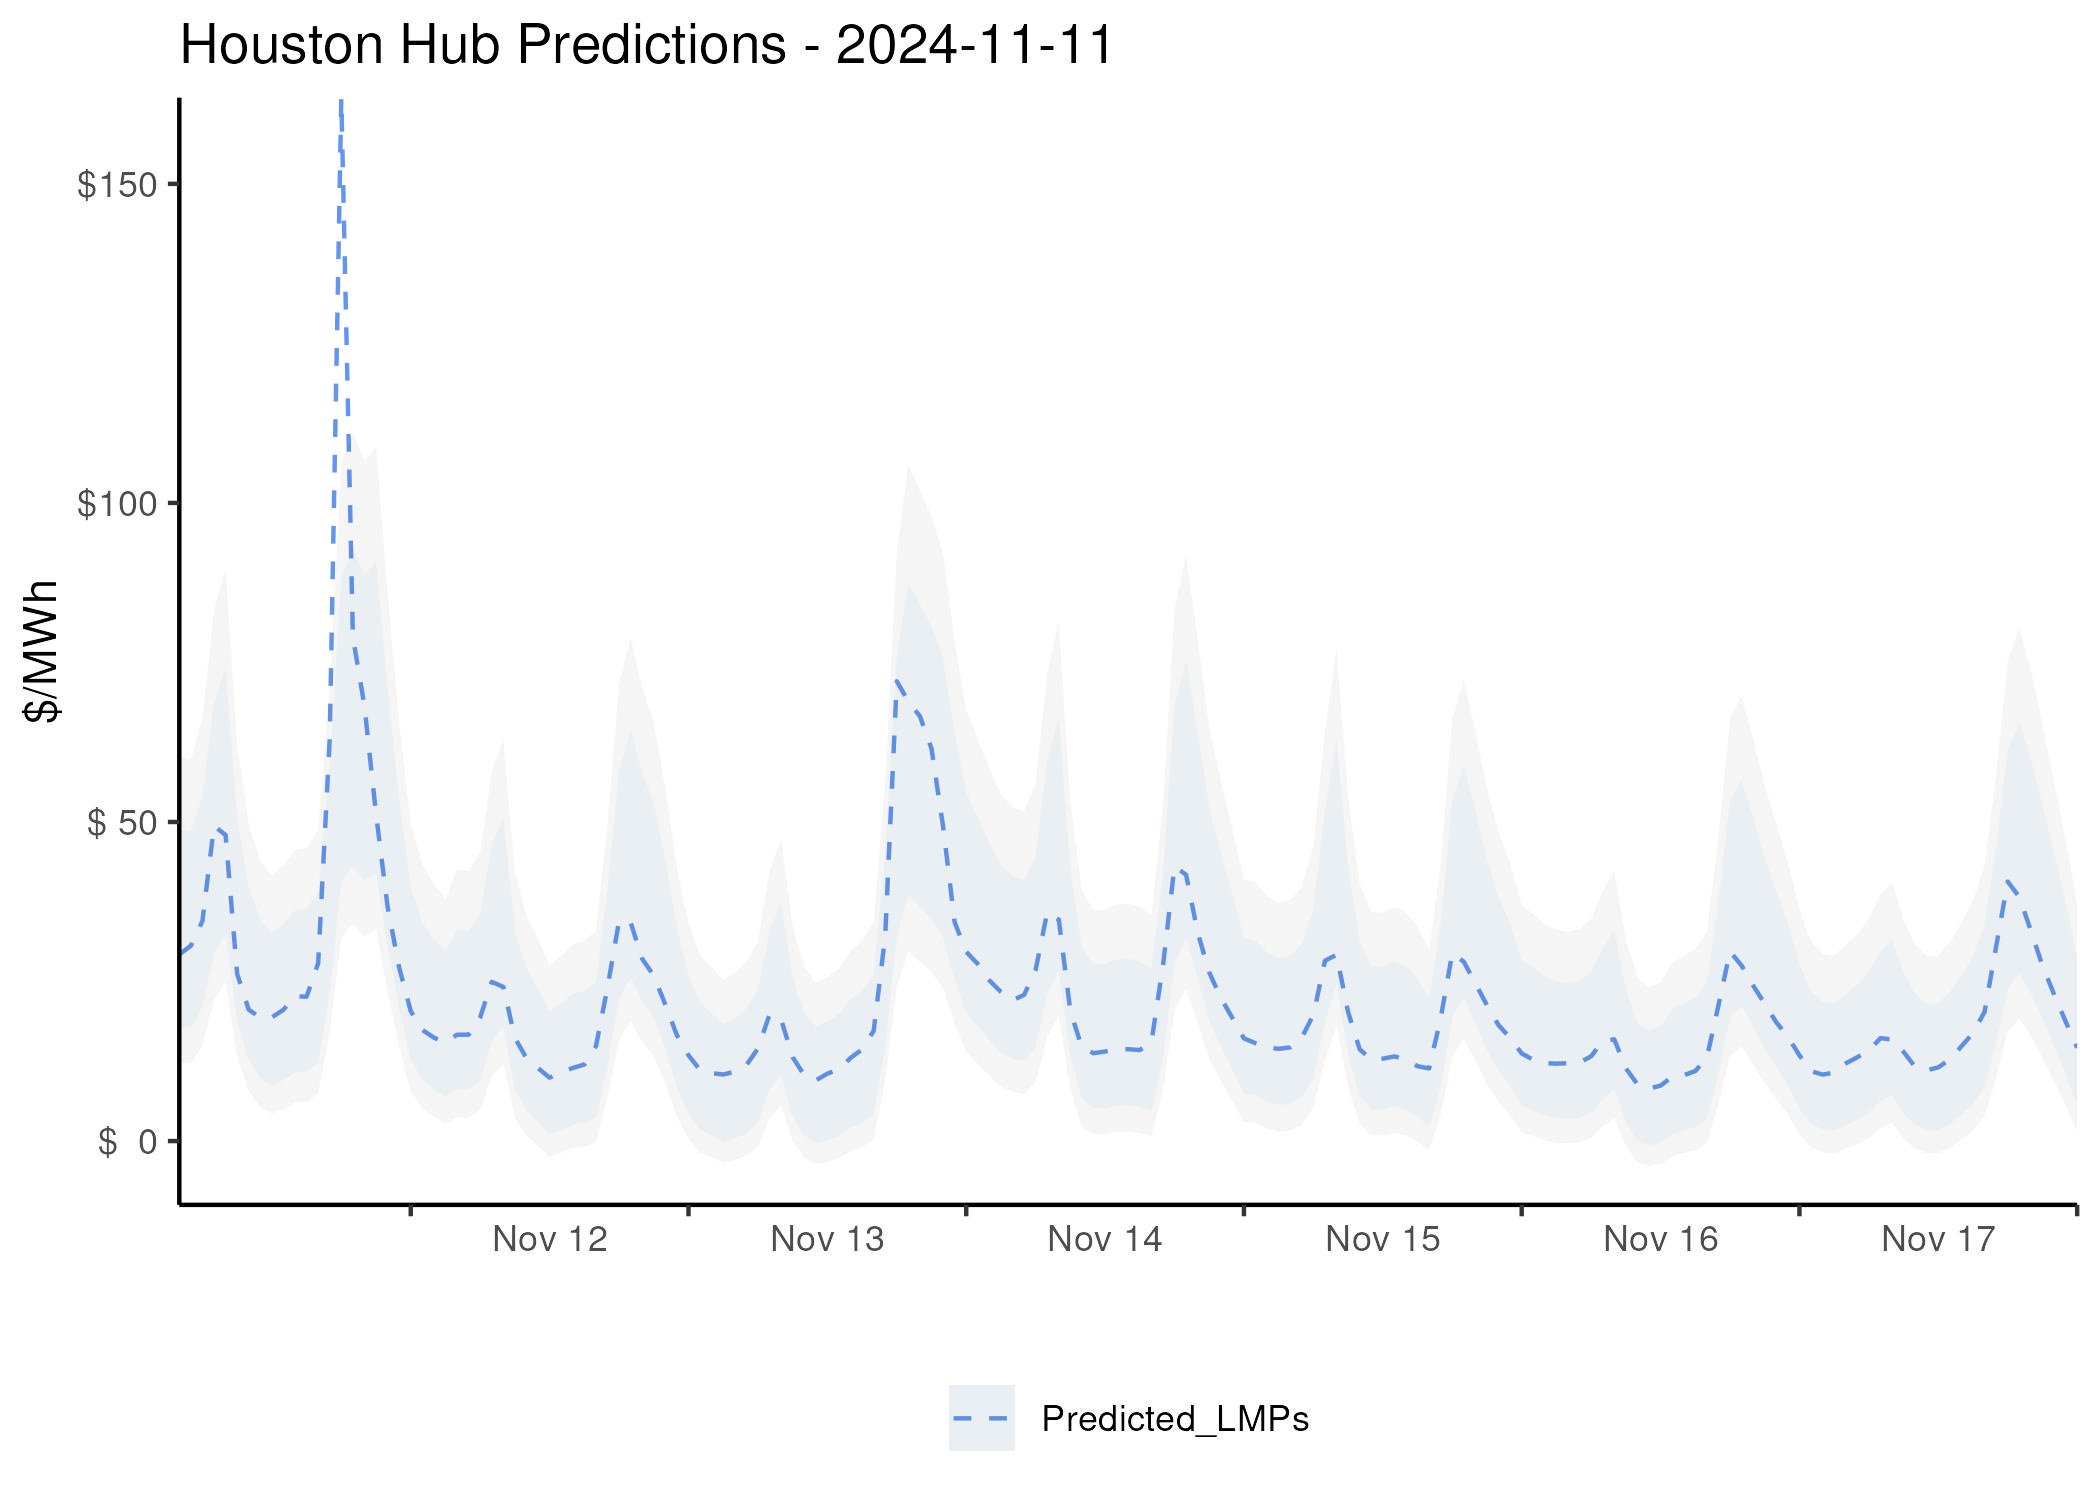 Houston Hub Predictions - 2024-11-11
$/MWh
$150
$100
$ 50
$  0
Nov 12
Nov 13
Nov 14
Nov 15
Nov 16
Nov 17
Predicted_LMPs